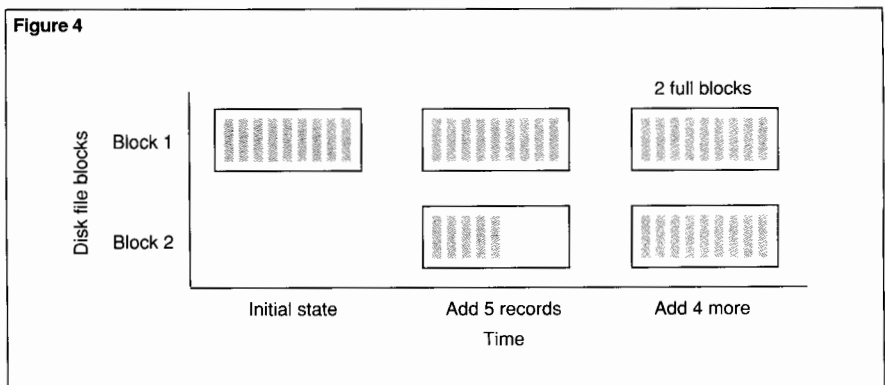 Figure 4
2 full blocks
Disk file blocks
Block 1
Block 2
Initial state
Add 5 records
Add 4 more
Time